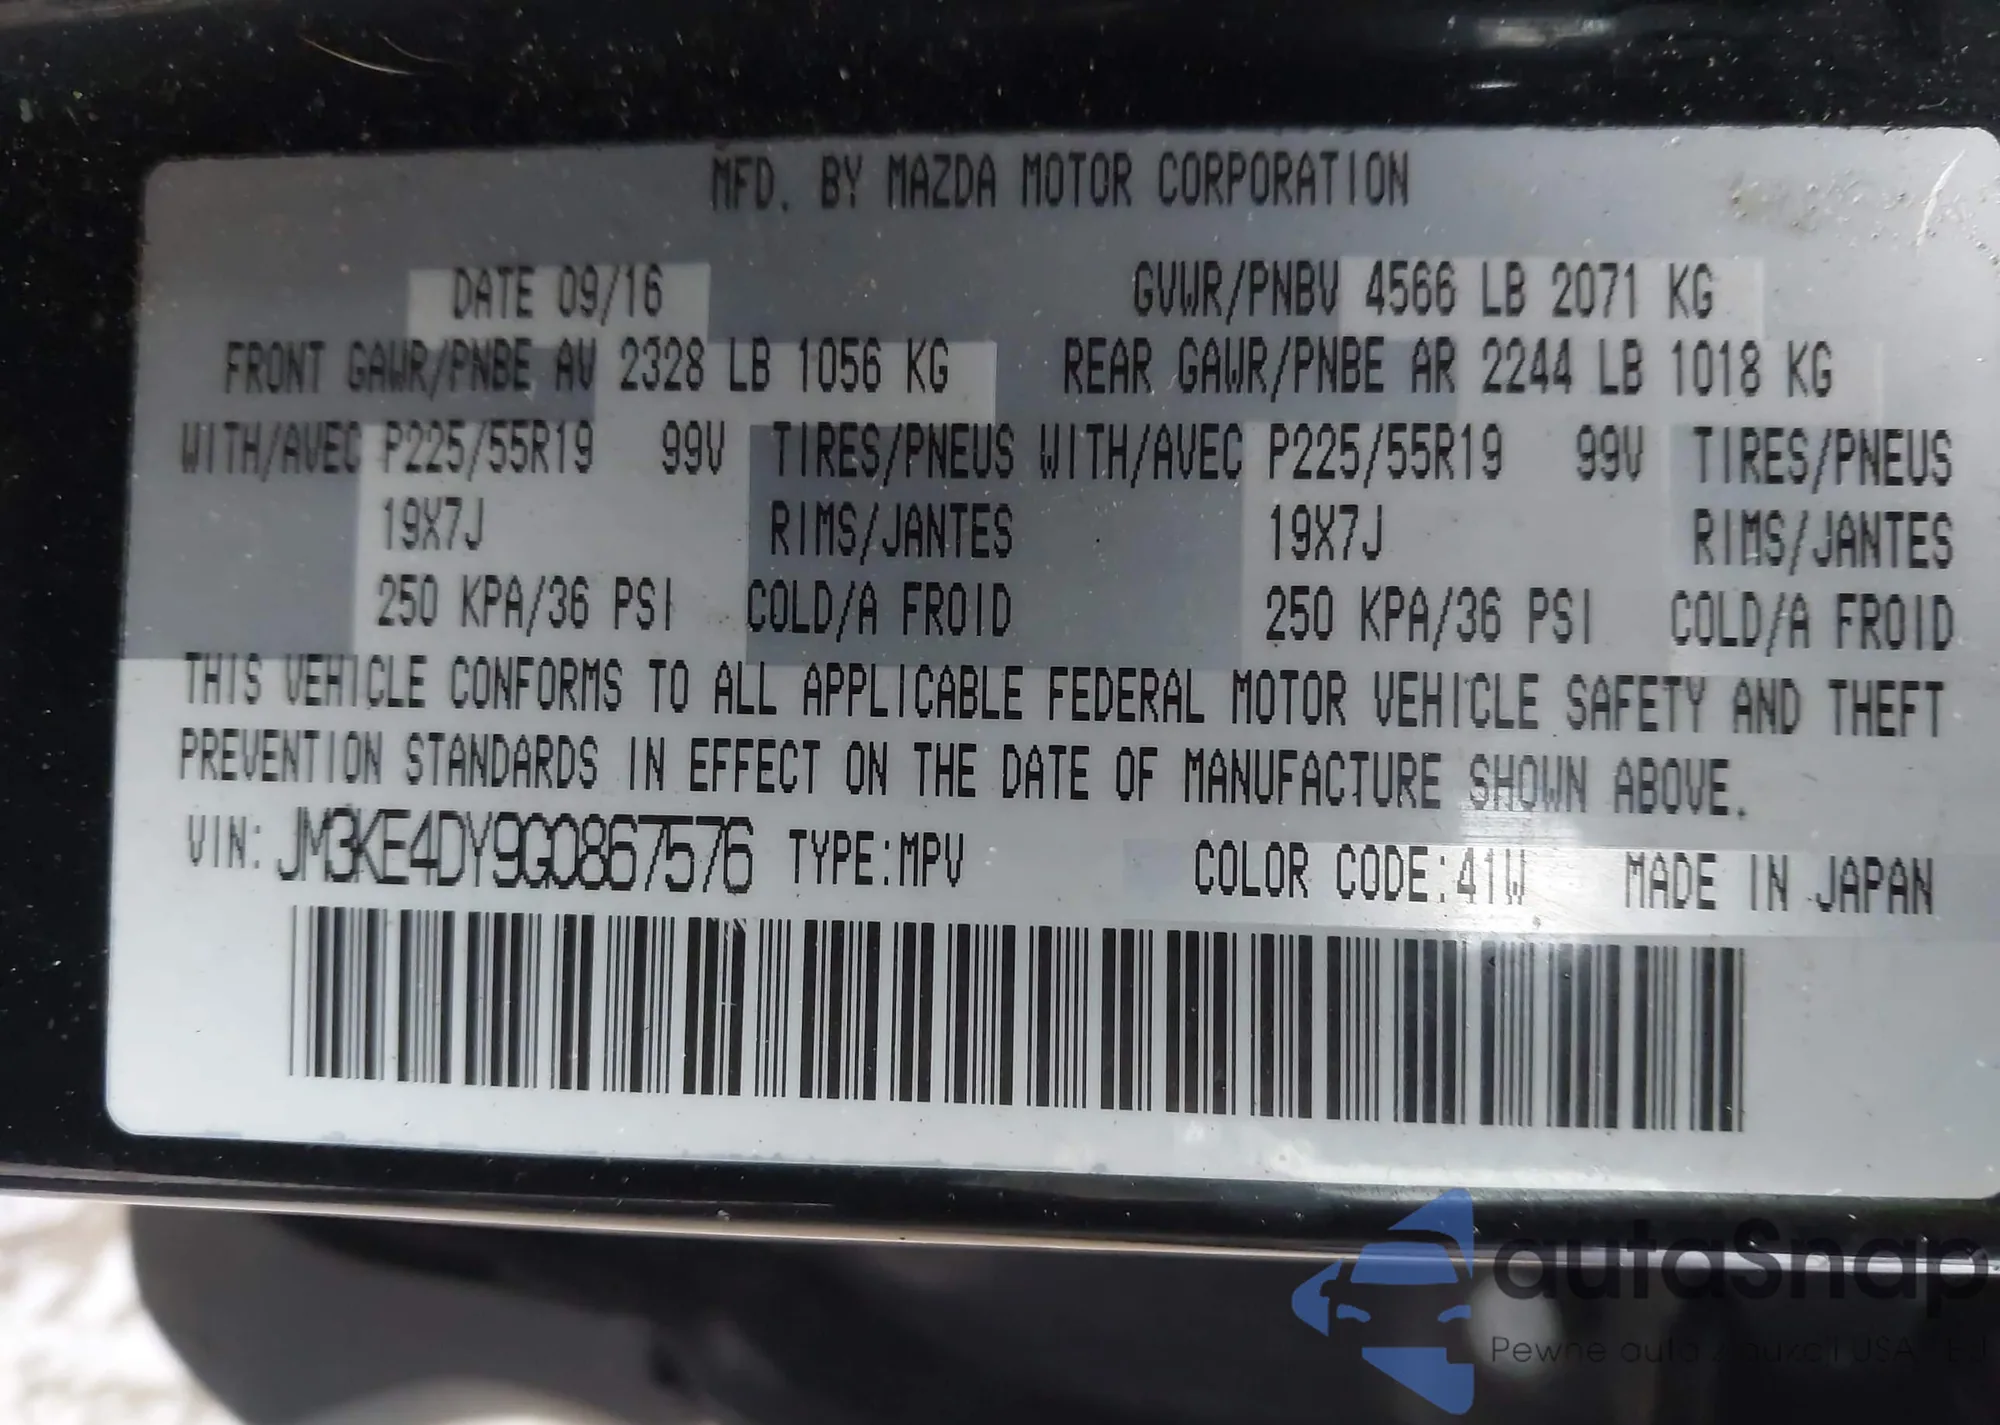 MFD. BY MAZDA MOTOR CORPORATION
DATE 09/16 GVWR/PNBV 4566 LB 2071 KG
FRONT GAWR/PNBE AV 2328 LB 1056 KG REAR GAWR/PNBE AR 2244 LB 1018 KG
WITH/AVEC P225/55R19 99V TIRES/PNEUS WITH/AVEC P225/55R19 99V TIRES/PNEUS
19X7J RIMS/JANTES 19X7J RIMS/JANTES
250 KPA/36 PSI COLD/A FROID 250 KPA/36 PSI COLD/A FROID
THIS VEHICLE CONFORMS TO ALL APPLICABLE FEDERAL MOTOR VEHICLE SAFETY AND THEFT
PREVENTION STANDARDS IN EFFECT ON THE DATE OF MANUFACTURE SHOWN ABOVE.
VIN: JM3KE4DY9G0867576 TYPE:MPV COLOR CODE:41W MADE IN JAPAN
autaSnap
Pewne auta z aukcji USA